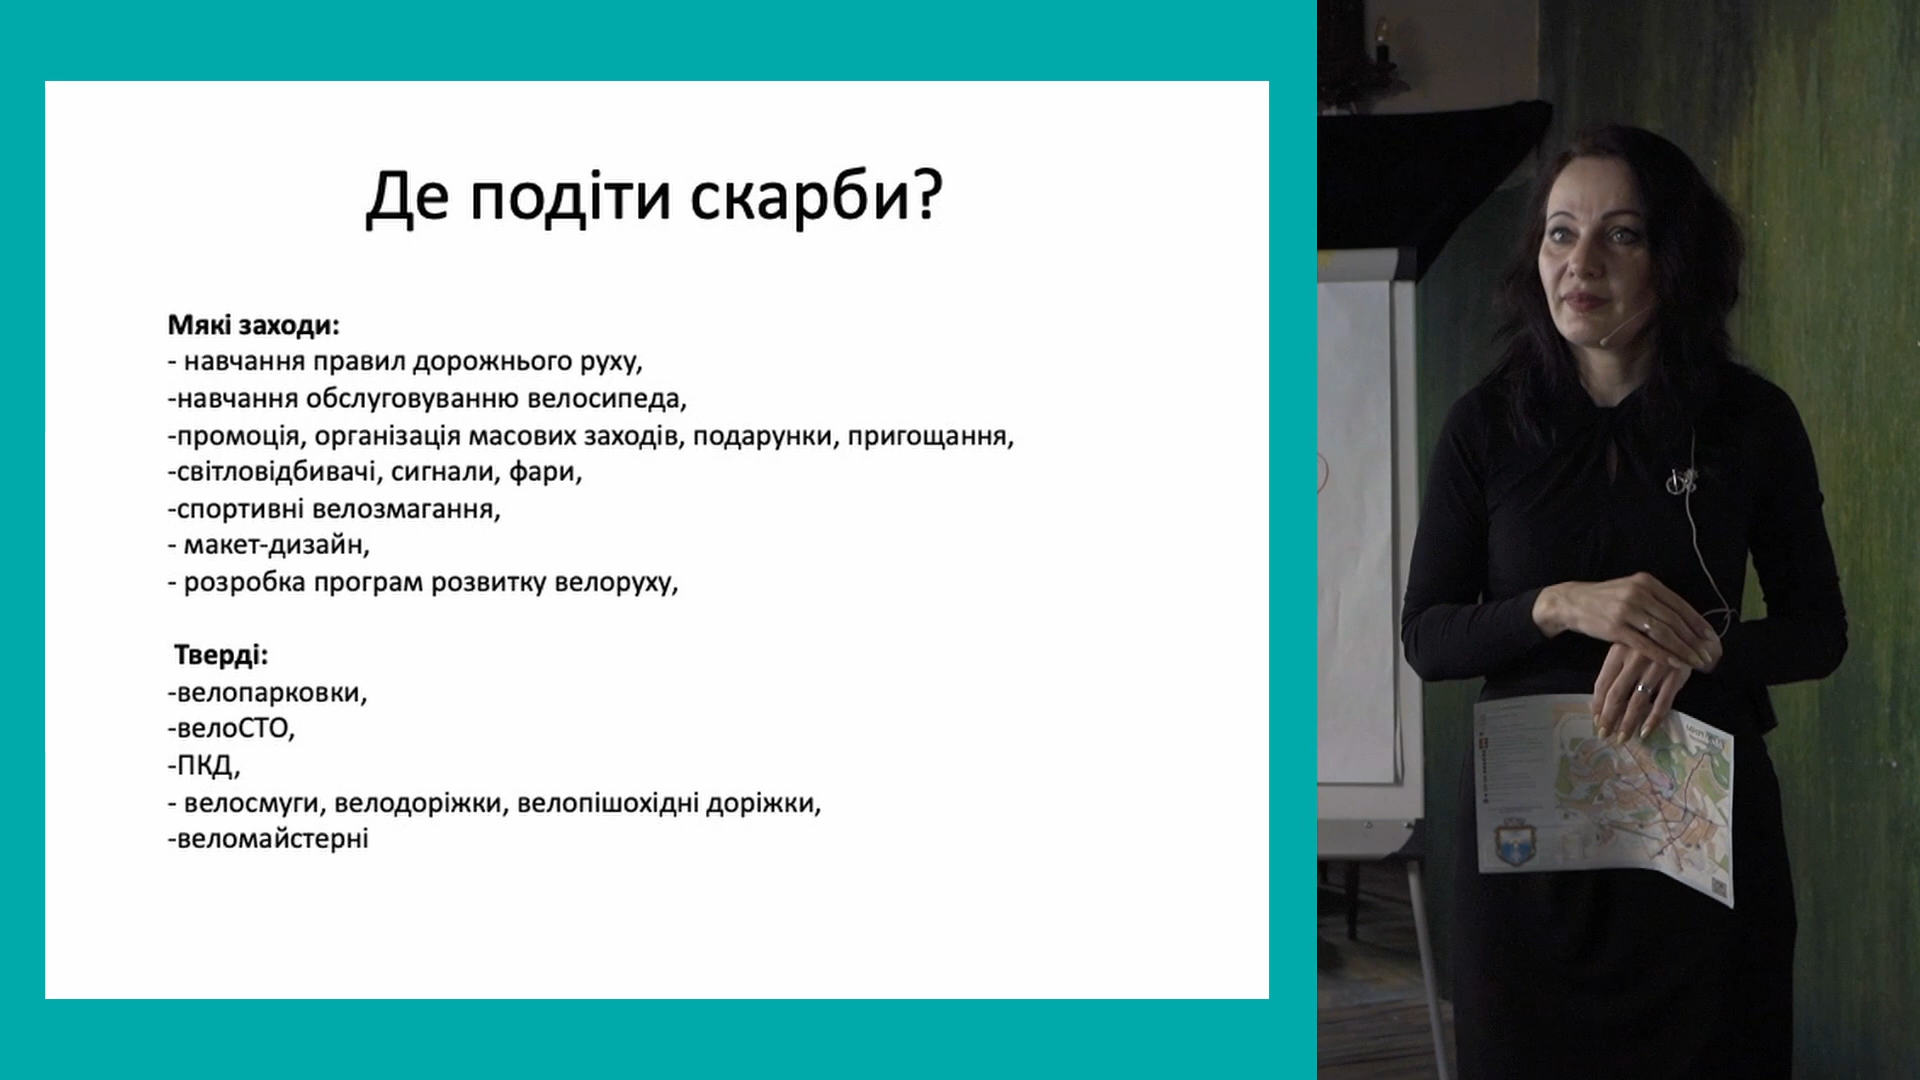 Де подіти скарби?
Мякі заходи:
- навчання правил дорожнього руху,
-навчання обслуговуванню велосипеда,
-промоція, організація масових заходів, подарунки, пригощання,
-світловідбивачі, сигнали, фари,
-спортивні велозмагання,
- макет-дизайн,
- розробка програм розвитку велоруху,
Тверді:
-велопарковки,
-велоСТО,
-ПКД,
- велосмуги, велодоріжки, велопішохідні доріжки,
-веломайстерні